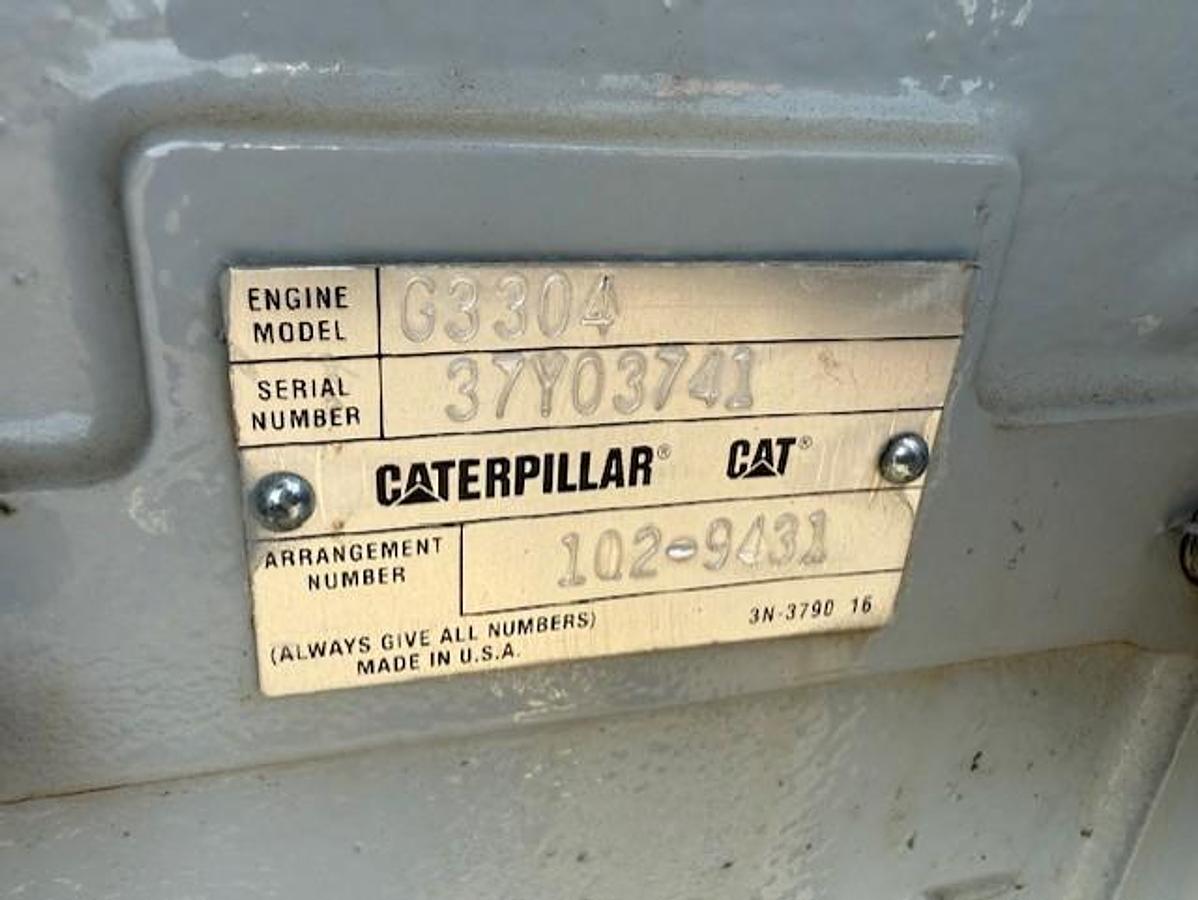 ENGINE MODEL G3304
SERIAL NUMBER 37Y03741
CATERPILLAR® CAT®
ARRANGEMENT NUMBER 102-9431
(ALWAYS GIVE ALL NUMBERS) 3N-3790 16
MADE IN U.S.A.